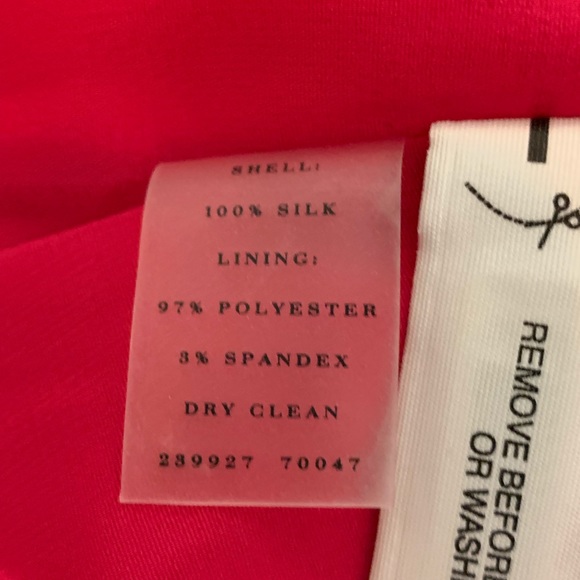 SHELL:
100% SILK
LINING:
97% POLYESTER
3% SPANDEX
DRY CLEAN
239927 70047
REMOVE BEFOR
OR WASH